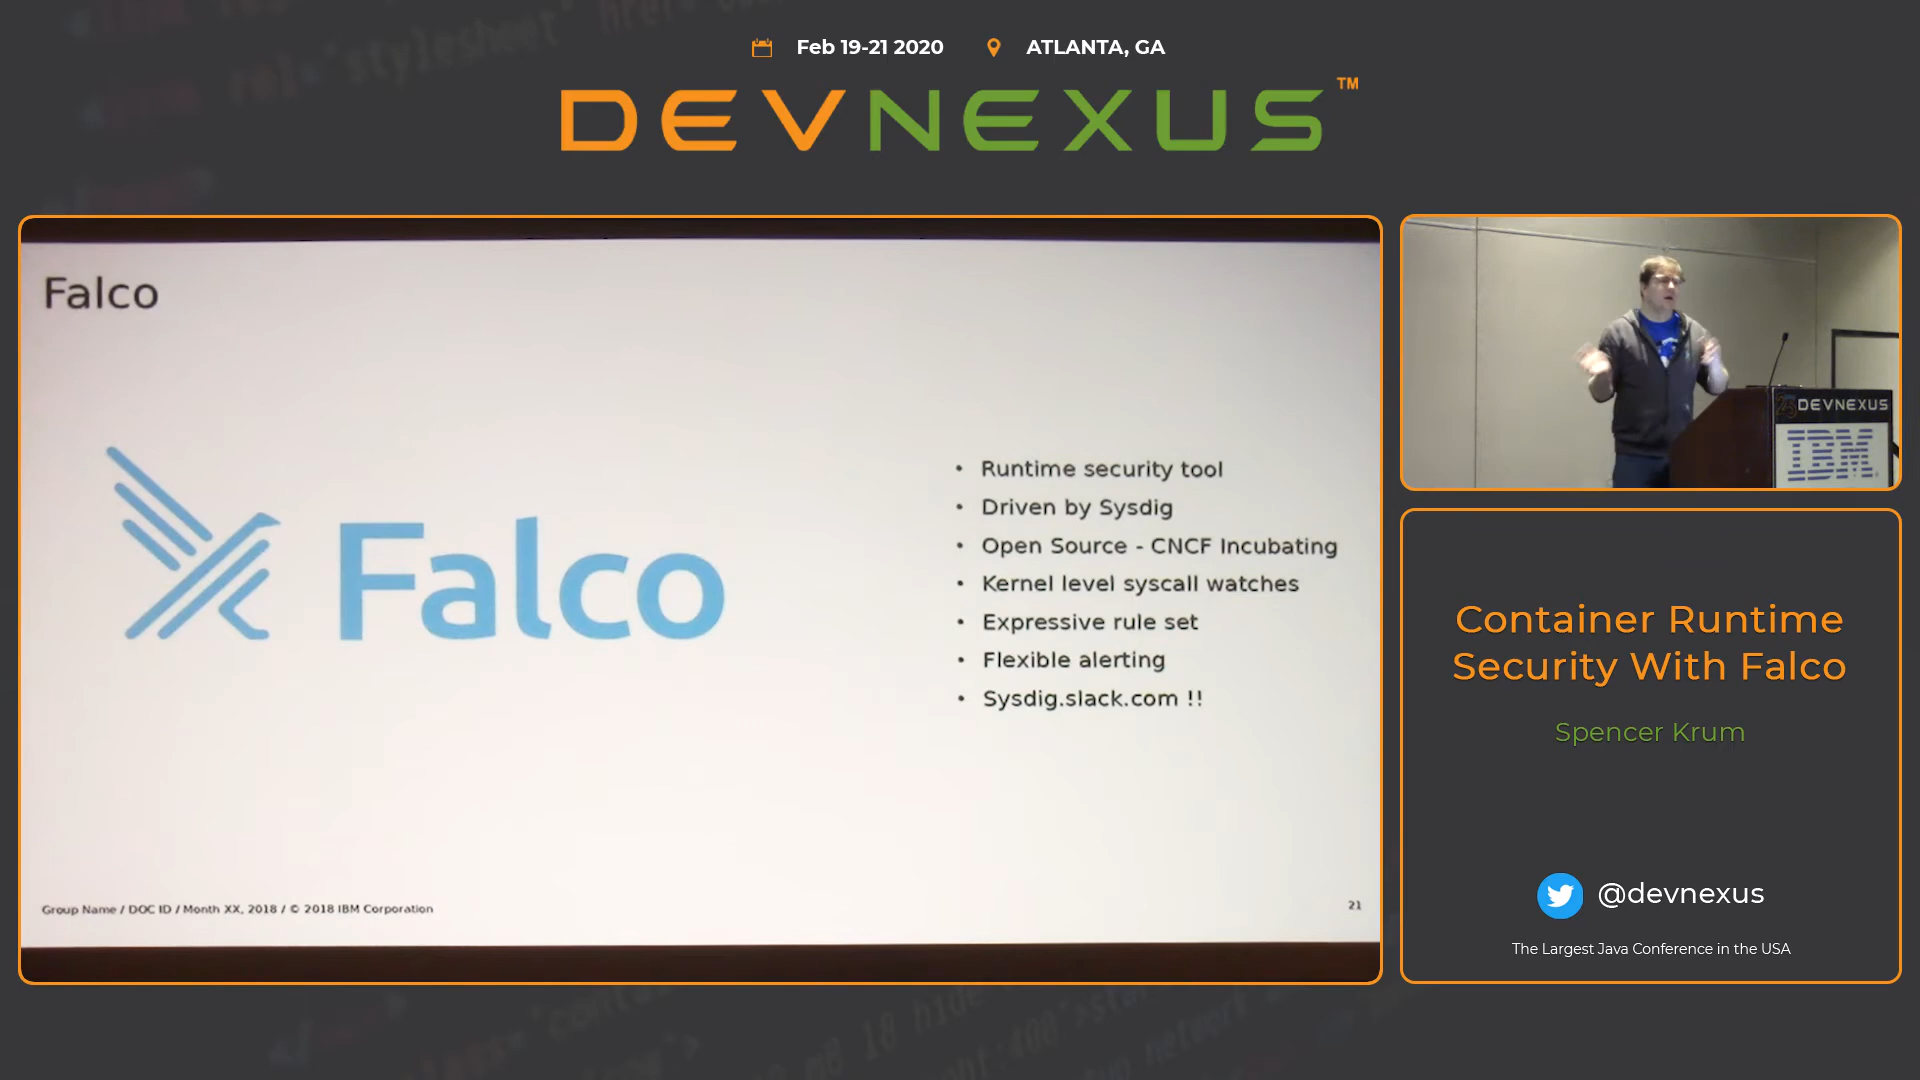 Feb 19-21 2020
ATLANTA, GA
DEVNEXUS™
Falco
Falco
• Runtime security tool
• Driven by Sysdig
• Open Source - CNCF Incubating
• Kernel level syscall watches
• Expressive rule set
• Flexible alerting
• Sysdig.slack.com !!
Group Name / DOC ID / Month XX, 2018 / © 2018 IBM Corporation
21
DEVNEXUS
IBM
Container Runtime
Security With Falco
Spencer Krum
@devnexus
The Largest Java Conference in the USA